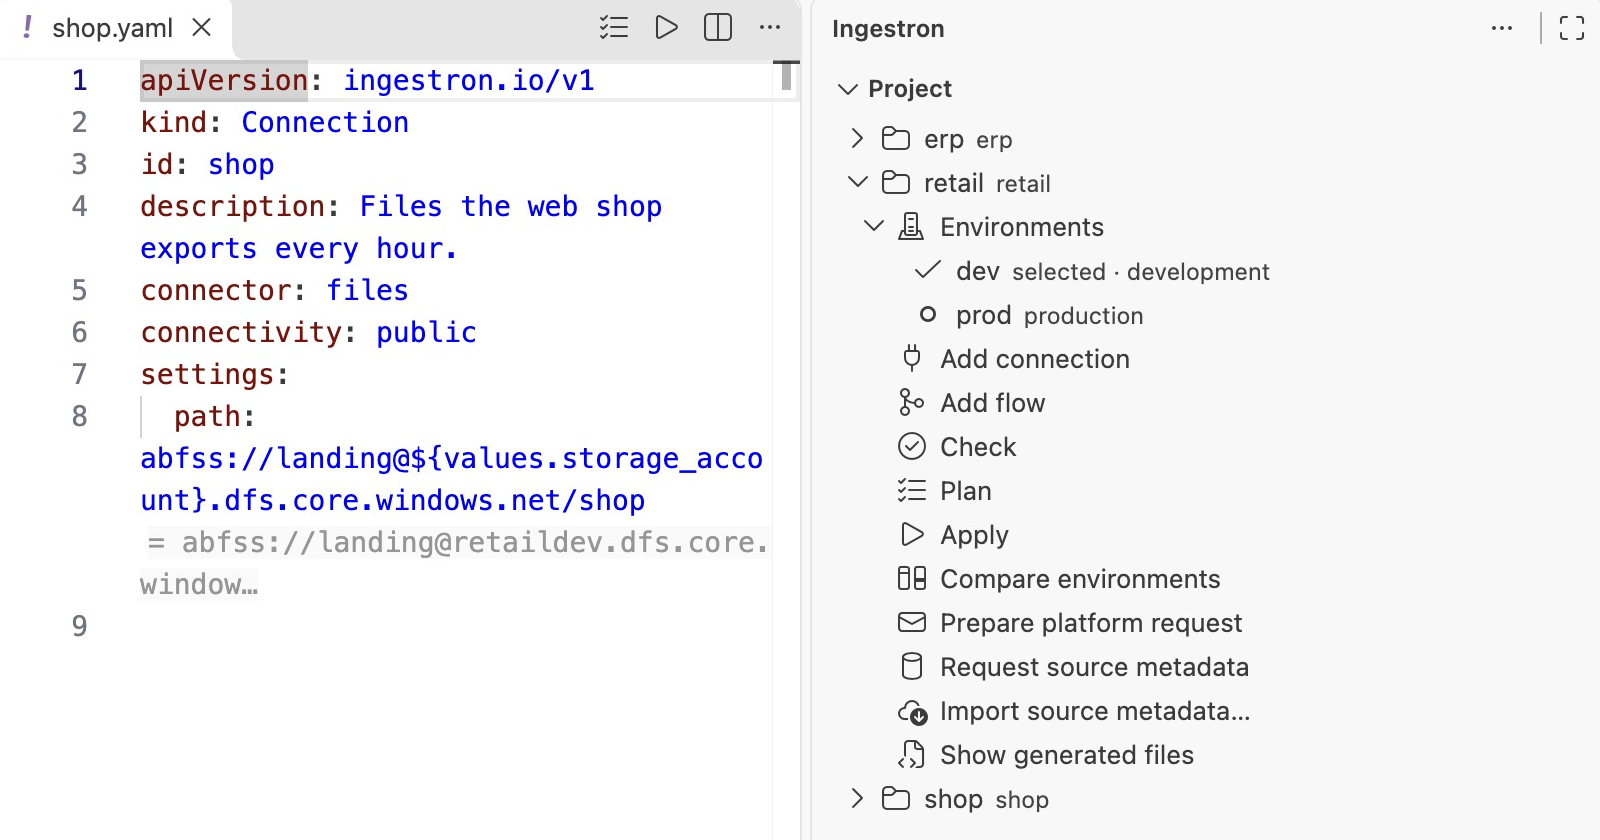 shop.yaml
1 apiVersion: ingestron.io/v1
2 kind: Connection
3 id: shop
4 description: Files the web shop
exports every hour.
5 connector: files
6 connectivity: public
7 settings:
8 path:
abfss://landing@${values.storage_acco
unt}.dfs.core.windows.net/shop
= abfss://landing@retaildev.dfs.core.
window…
9
Ingestron
Project
erp erp
retail retail
Environments
dev selected · development
prod production
Add connection
Add flow
Check
Plan
Apply
Compare environments
Prepare platform request
Request source metadata
Import source metadata...
Show generated files
shop shop